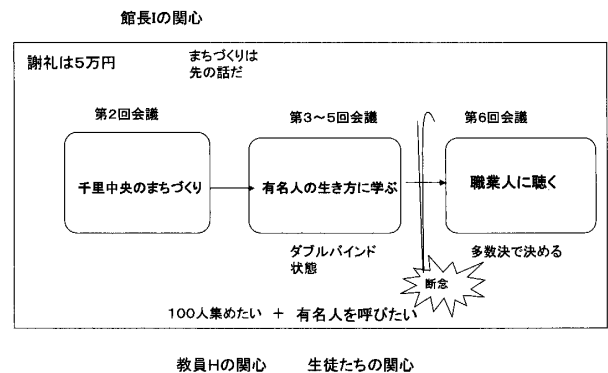 館長Iの関心
謝礼は5万円
まちづくりは
先の話だ
第2回会議
第3～5回会議
第6回会議
千里中央のまちづくり
有名人の生き方に学ぶ
職業人に聴く
ダブルバインド
状態
多数決で決める
断念
100人集めたい ＋ 有名人を呼びたい
教員Hの関心 生徒たちの関心